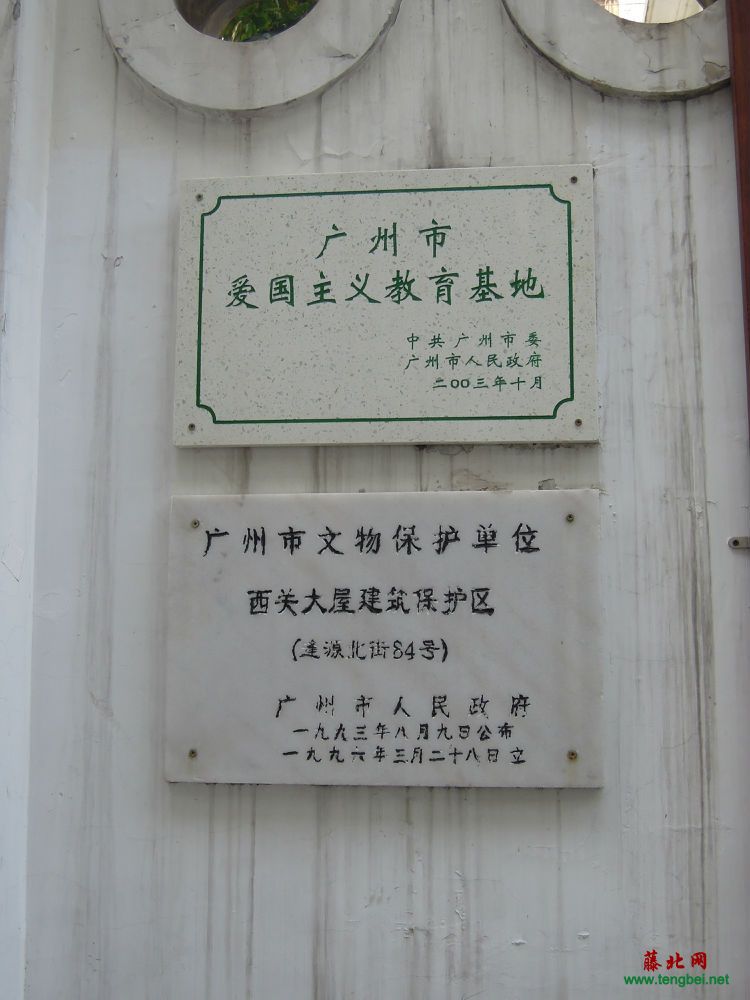 广州市
爱国主义教育基地
中共广州市委
广州市人民政府
二00三年十月
广州市文物保护单位
西关大屋建筑保护区
(逢源北街84号)
广州市人民政府
一九九三年八月九日公布
一九九六年三月二十八日立
藤北网
www.tengbei.net